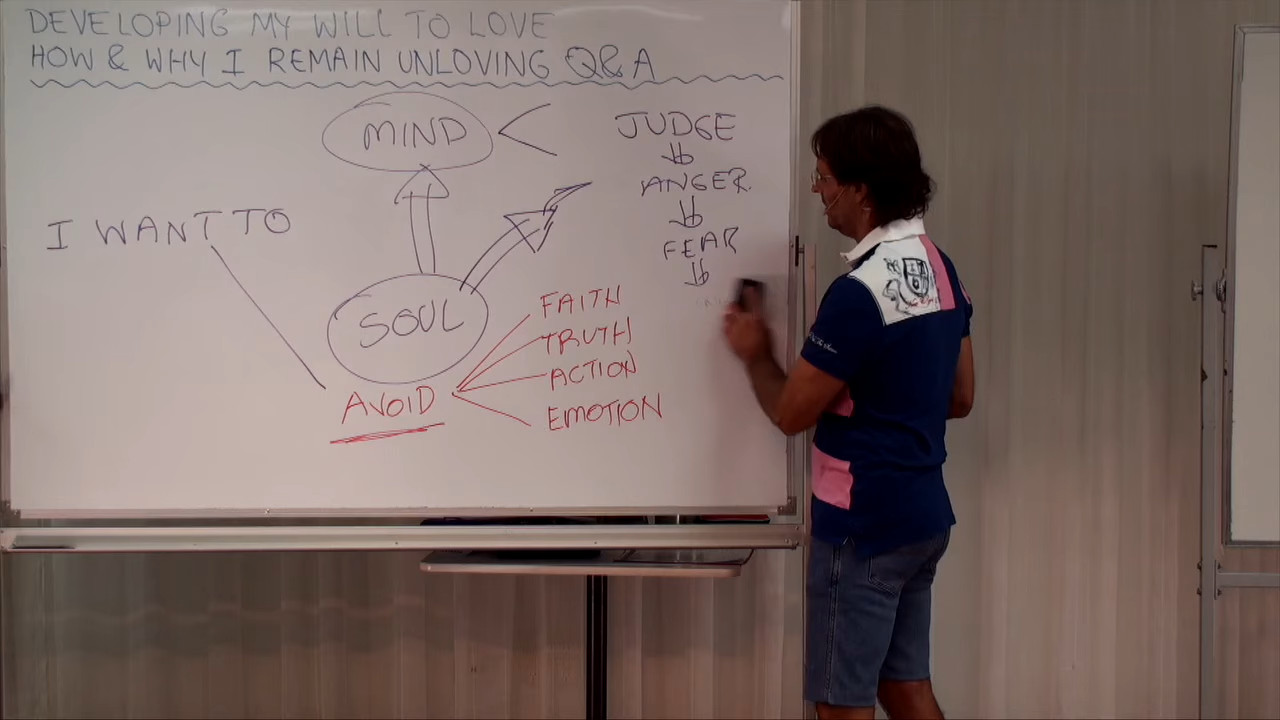 DEVELOPING MY WILL TO LOVE
HOW & WHY I REMAIN UNLOVING Q&A
MIND
JUDGE
ANGER
FEAR
I WANT TO
SOUL
FAITH
TRUTH
ACTION
EMOTION
AVOID